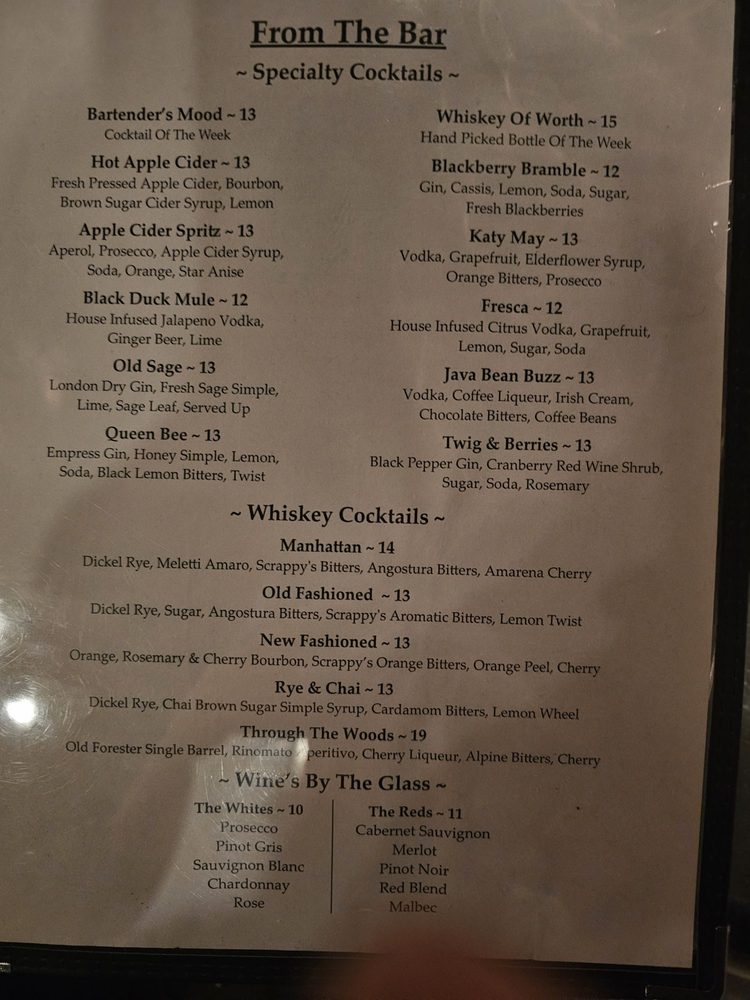 From The Bar
~ Specialty Cocktails ~
Bartender's Mood ~ 13
Cocktail Of The Week
Hot Apple Cider ~ 13
Fresh Pressed Apple Cider, Bourbon,
Brown Sugar Cider Syrup, Lemon
Apple Cider Spritz ~ 13
Aperol, Prosecco, Apple Cider Syrup,
Soda, Orange, Star Anise
Black Duck Mule ~ 12
House Infused Jalapeno Vodka,
Ginger Beer, Lime
Old Sage ~ 13
London Dry Gin, Fresh Sage Simple,
Lime, Sage Leaf, Served Up
Queen Bee ~ 13
Empress Gin, Honey Simple, Lemon,
Soda, Black Lemon Bitters, Twist
Whiskey Of Worth ~ 15
Hand Picked Bottle Of The Week
Blackberry Bramble ~ 12
Gin, Cassis, Lemon, Soda, Sugar,
Fresh Blackberries
Katy May ~ 13
Vodka, Grapefruit, Elderflower Syrup,
Orange Bitters, Prosecco
Fresca ~ 12
House Infused Citrus Vodka, Grapefruit,
Lemon, Sugar, Soda
Java Bean Buzz ~ 13
Vodka, Coffee Liqueur, Irish Cream,
Chocolate Bitters, Coffee Beans
Twig & Berries ~ 13
Black Pepper Gin, Cranberry Red Wine Shrub,
Sugar, Soda, Rosemary
~ Whiskey Cocktails ~
Manhattan ~ 14
Dickel Rye, Meletti Amaro, Scrappy's Bitters, Angostura Bitters, Amarena Cherry
Old Fashioned ~ 13
Dickel Rye, Sugar, Angostura Bitters, Scrappy's Aromatic Bitters, Lemon Twist
New Fashioned ~ 13
Orange, Rosemary & Cherry Bourbon, Scrappy's Orange Bitters, Orange Peel, Cherry
Rye & Chai ~ 13
Dickel Rye, Chai Brown Sugar Simple Syrup, Cardamom Bitters, Lemon Wheel
Through The Woods ~ 19
Old Forester Single Barrel, Rinomato Aperitivo, Cherry Liqueur, Alpine Bitters, Cherry
~ Wine's By The Glass ~
The Whites ~ 10
Prosecco
Pinot Gris
Sauvignon Blanc
Chardonnay
Rose
The Reds ~ 11
Cabernet Sauvignon
Merlot
Pinot Noir
Red Blend
Malbec